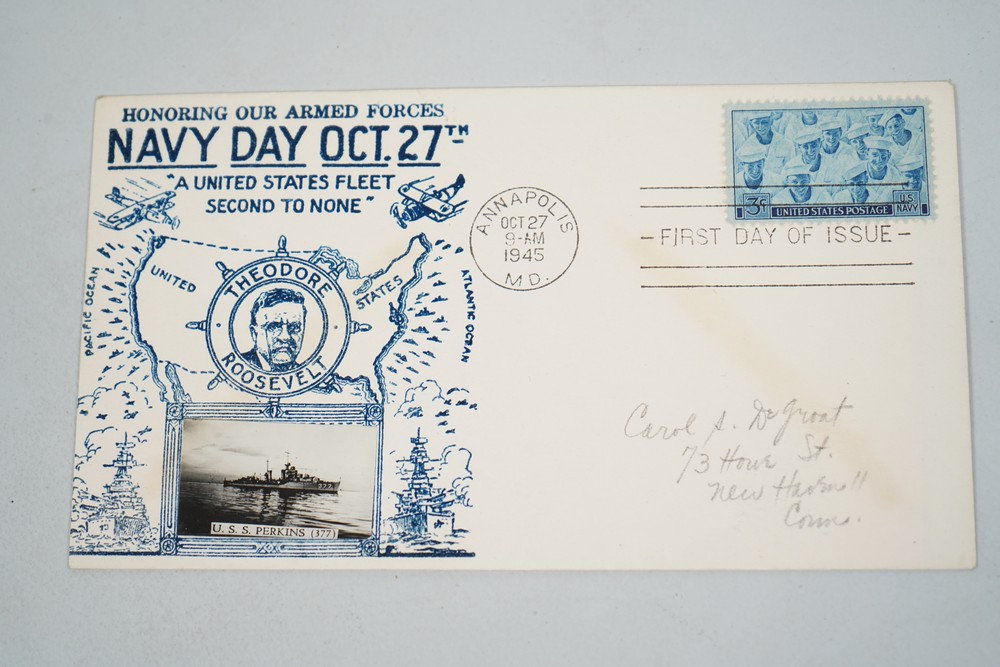 HONORING OUR ARMED FORCES
NAVY DAY OCT. 27TH
"A UNITED STATES FLEET
SECOND TO NONE"
PACIFIC OCEAN
UNITED
STATES
ATLANTIC OCEAN
THEODORE
ROOSEVELT
U. S. S. PERKINS (377)
ANNAPOLIS
OCT 27
9-AM
1945
MD.
3¢
UNITED STATES POSTAGE
U.S.
NAVY
-FIRST DAY OF ISSUE-
Carol S. DeGroat
73 Howe St.
New Haven 11
Conn.